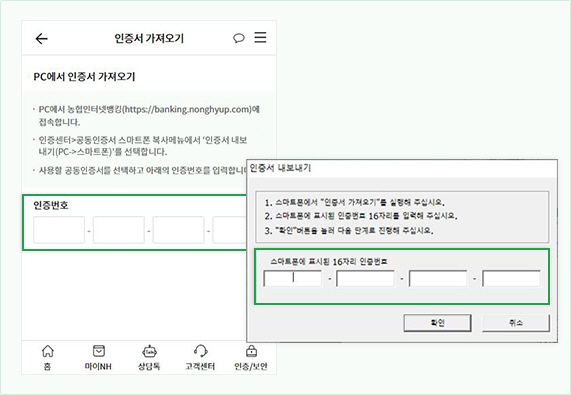 인증서 가져오기
PC에서 인증서 가져오기
· PC에서 농협인터넷뱅킹(https://banking.nonghyup.com)에
접속합니다.
· 인증센터>공동인증서 스마트폰 복사메뉴에서 '인증서 내보
내기(PC->스마트폰)'를 선택합니다.
· 사용할 공동인증서를 선택하고 아래의 인증번호를 입력합니
인증번호
- - -
홈 마이NH 상담톡 고객센터 인증/보안
인증서 내보내기
1. 스마트폰에서 "인증서 가져오기"를 실행해 주십시오.
2. 스마트폰에 표시된 인증번호 16자리를 입력해 주십시오.
3. "확인"버튼을 눌러 다음 단계로 진행해 주십시오.
스마트폰에 표시된 16자리 인증번호
- - -
확인 취소